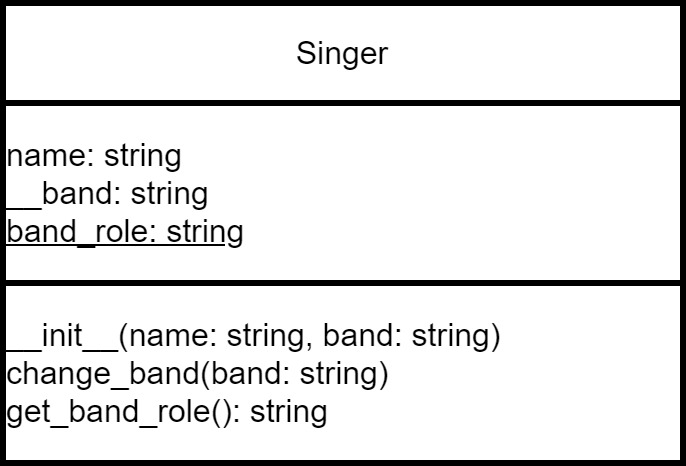 Singer
name: string
__band: string
band_role: string
__init__(name: string, band: string)
change_band(band: string)
get_band_role(): string